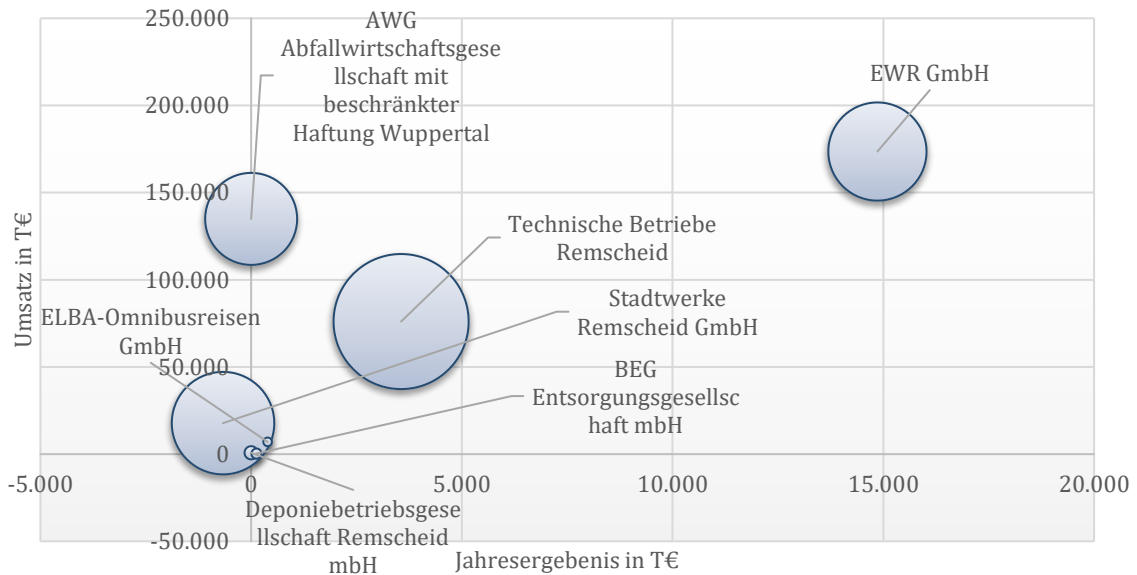 250.000
200.000
150.000
100.000
50.000
0
-50.000
Umsatz in T€
AWG
Abfallwirtschaftsgese
llschaft mit
beschränkter
Haftung Wuppertal
EWR GmbH
Technische Betriebe
Remscheid
Stadtwerke
Remscheid GmbH
ELBA-Omnibusreisen
GmbH
BEG
Entsorgungsgesellsc
haft mbH
-5.000
0
5.000
10.000
15.000
20.000
Deponiebetriebsgese
llschaft Remscheid
mbH
Jahresergebenis in T€